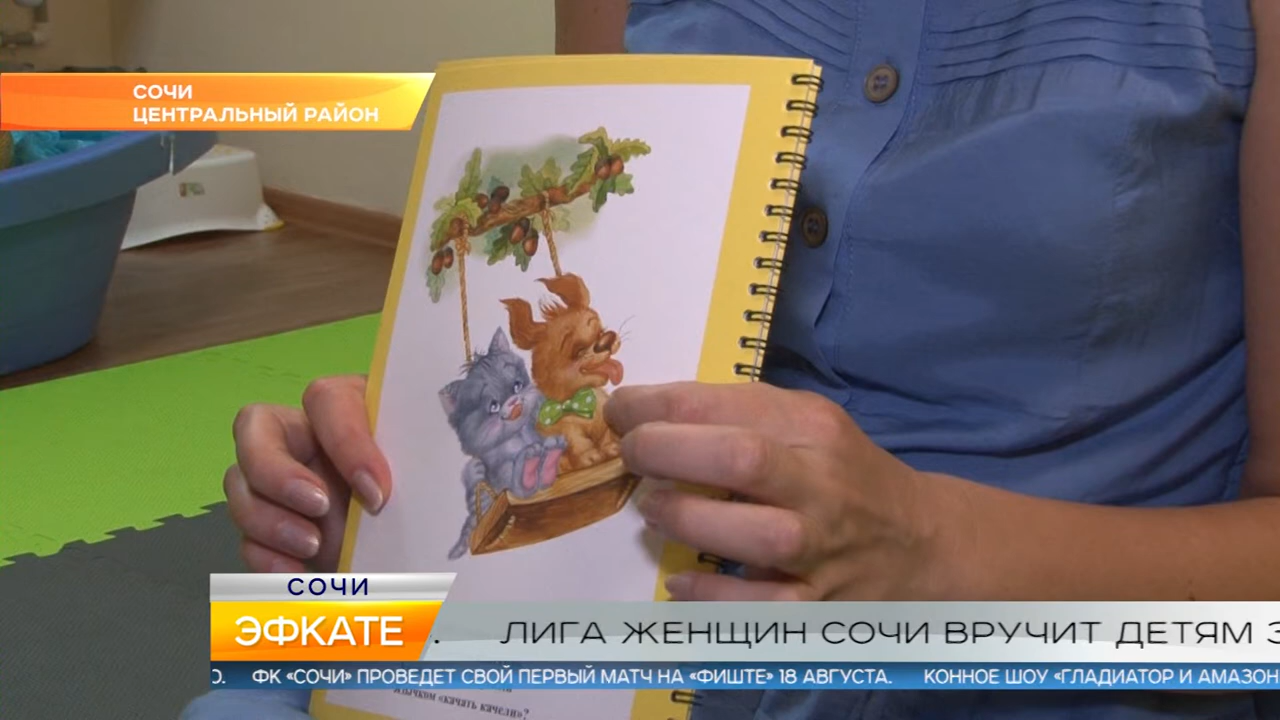 СОЧИ
ЦЕНТРАЛЬНЫЙ РАЙОН
СОЧИ
ЭФКАТЕ
ЛИГА ЖЕНЩИН СОЧИ ВРУЧИТ ДЕТЯМ З
О. ФК «СОЧИ» ПРОВЕДЕТ СВОЙ ПЕРВЫЙ МАТЧ НА «ФИШТЕ» 18 АВГУСТА. КОННОЕ ШОУ «ГЛАДИАТОР И АМАЗОН
язычком «качать качели»?